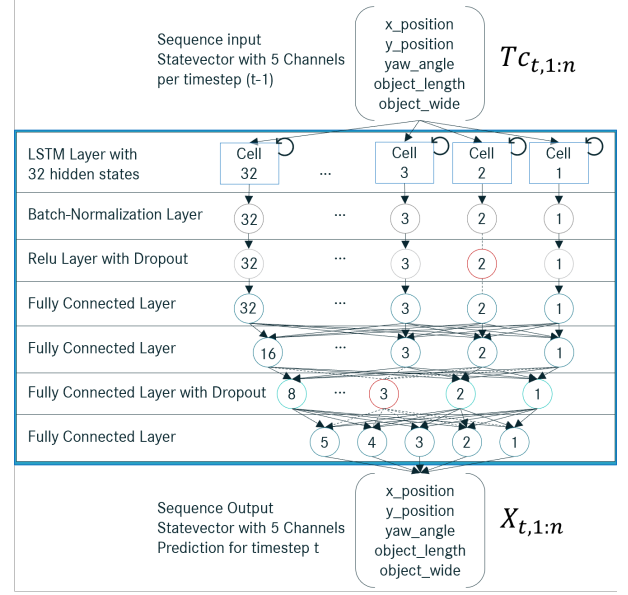 Sequence input
Statevector with 5 Channels
per timestep (t-1)
x_position
y_position
yaw_angle
object_length
object_wide
Tc_{t,1:n}
LSTM Layer with
32 hidden states
Cell 32
...
Cell 3
Cell 2
Cell 1
Batch-Normalization Layer
32 ... 3 2 1
Relu Layer with Dropout
32 ... 3 2 1
Fully Connected Layer
32 ... 3 2 1
Fully Connected Layer
16 ... 3 2 1
Fully Connected Layer with Dropout
8 ... 3 2 1
Fully Connected Layer
5 4 3 2 1
Sequence Output
Statevector with 5 Channels
Prediction for timestep t
x_position
y_position
yaw_angle
object_length
object_wide
X_{t,1:n}